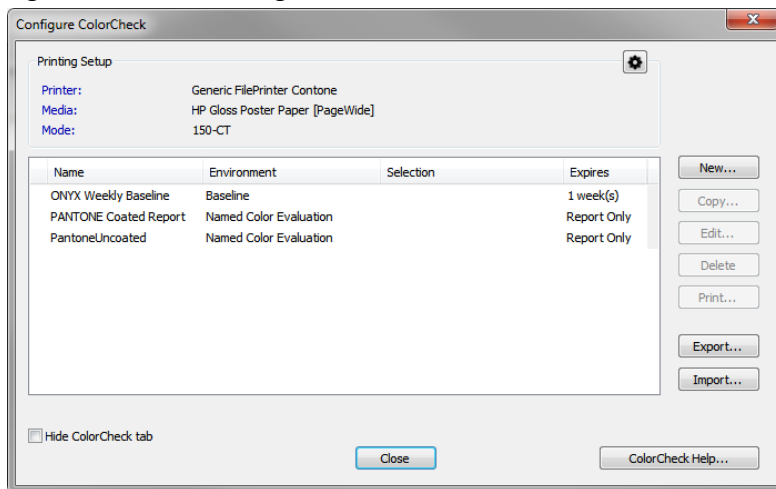 Configure ColorCheck
Printing Setup
Printer: Generic FilePrinter Contone
Media: HP Gloss Poster Paper [PageWide]
Mode: 150-CT
Name Environment Selection Expires
ONYX Weekly Baseline Baseline 1 week(s)
PANTONE Coated Report Named Color Evaluation Report Only
PantoneUncoated Named Color Evaluation Report Only
New...
Copy...
Edit...
Delete
Print...
Export...
Import...
Hide ColorCheck tab
Close
ColorCheck Help...